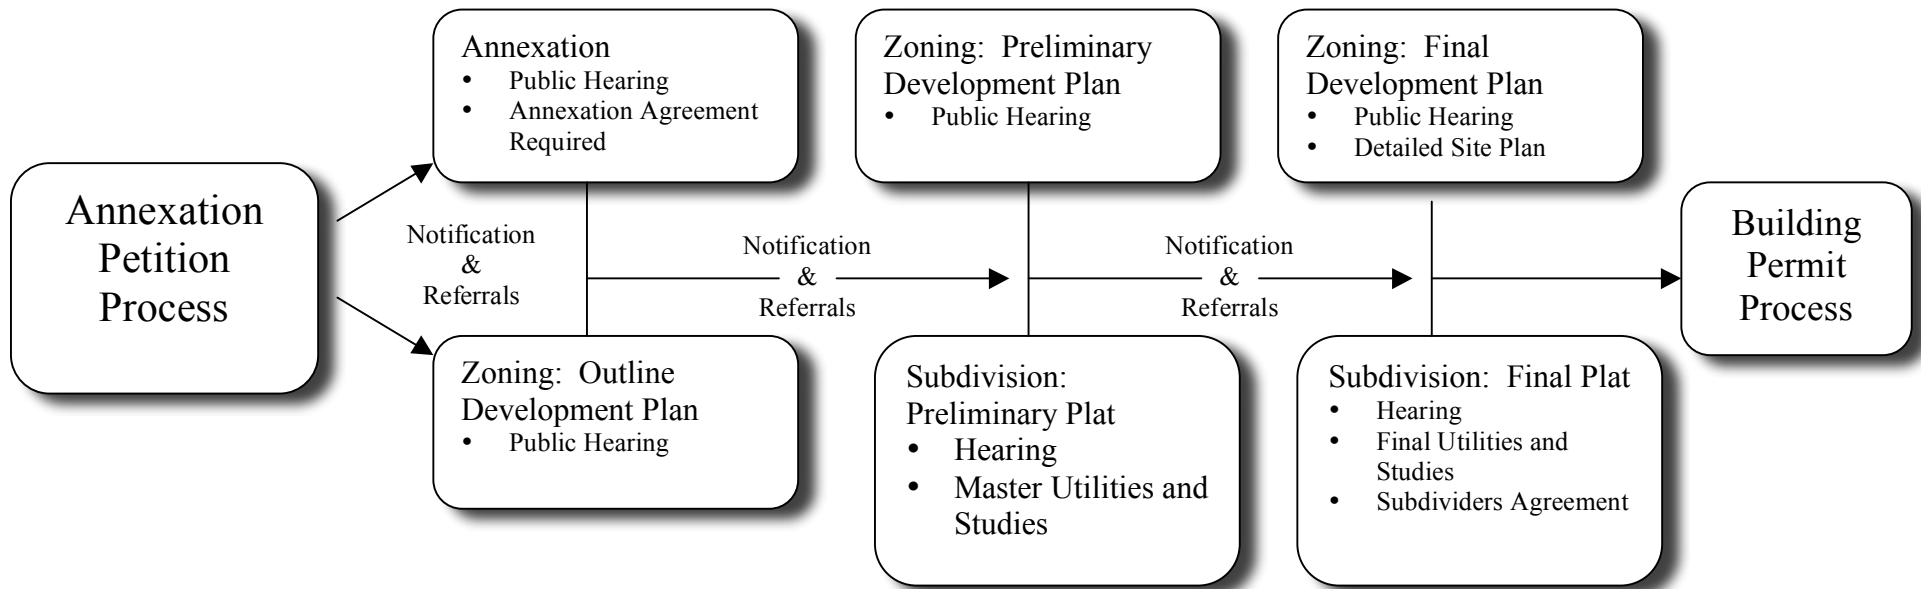 Annexation
Petition
Process
Annexation
• Public Hearing
• Annexation Agreement
Required
Notification
&
Referrals
Zoning: Outline
Development Plan
• Public Hearing
Notification
&
Referrals
Zoning: Preliminary
Development Plan
• Public Hearing
Subdivision:
Preliminary Plat
• Hearing
• Master Utilities and
Studies
Notification
&
Referrals
Zoning: Final
Development Plan
• Public Hearing
• Detailed Site Plan
Subdivision: Final Plat
• Hearing
• Final Utilities and
Studies
• Subdividers Agreement
Building
Permit
Process